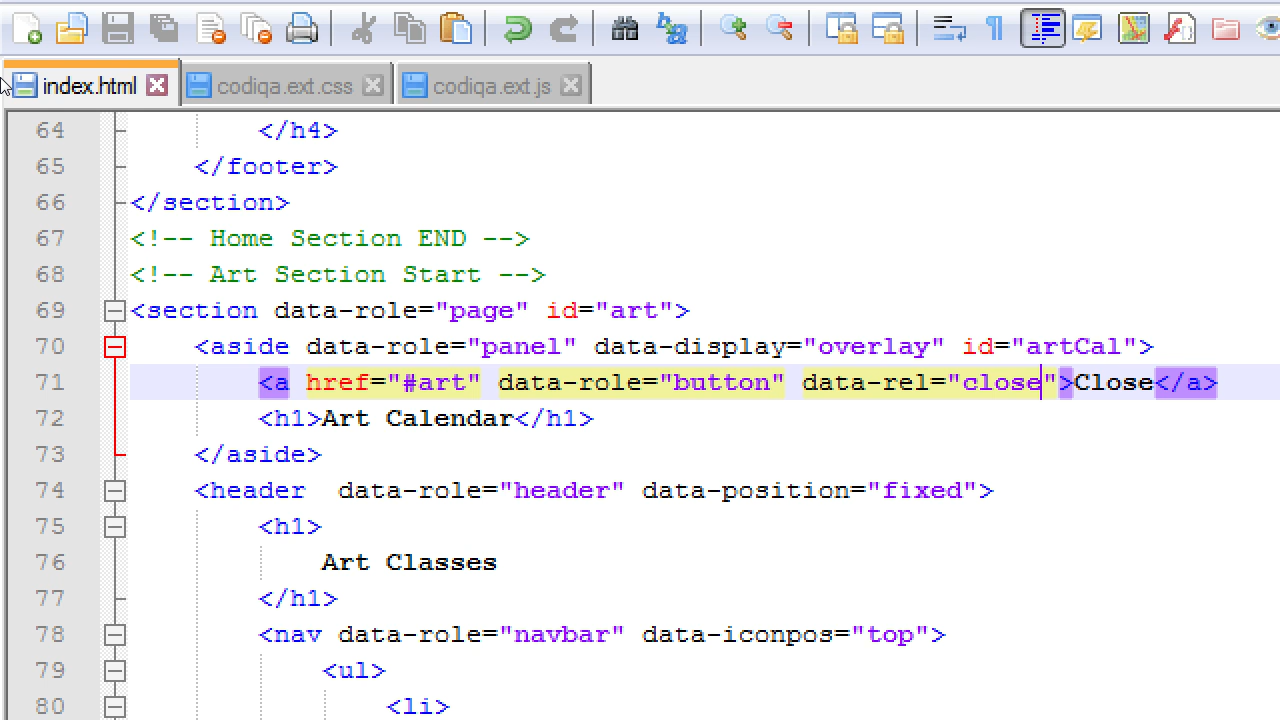 index.html codiqa.ext.css codiqa.ext.js
64 </h4>
65 </footer>
66 </section>
67 <!-- Home Section END -->
68 <!-- Art Section Start -->
69 <section data-role="page" id="art">
70 <aside data-role="panel" data-display="overlay" id="artCal">
71 <a href="#art" data-role="button" data-rel="close">Close</a>
72 <h1>Art Calendar</h1>
73 </aside>
74 <header  data-role="header" data-position="fixed">
75 <h1>
76 Art Classes
77 </h1>
78 <nav data-role="navbar" data-iconpos="top">
79 <ul>
80 <li>